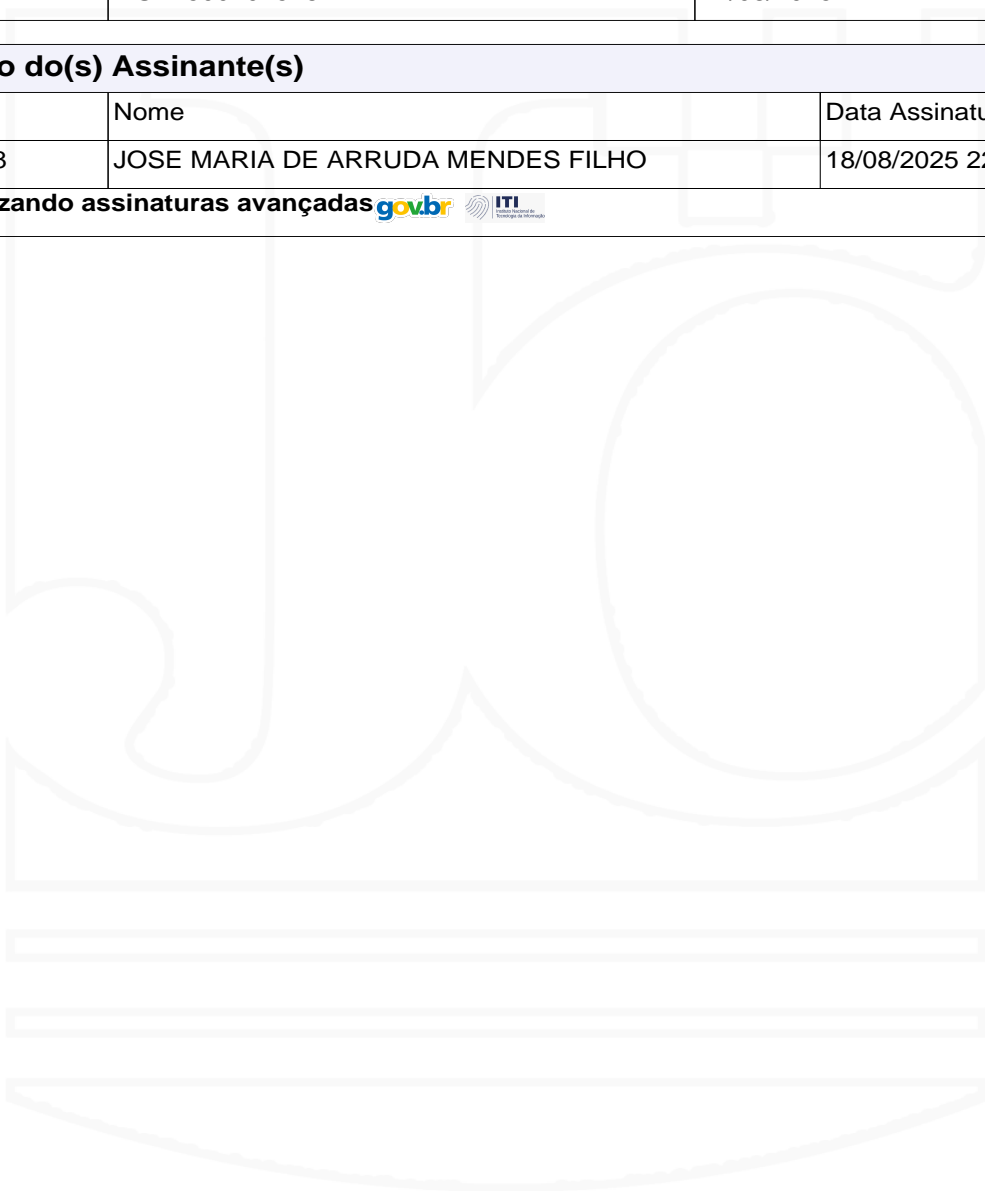 o do(s) Assinante(s)
Nome Data Assinatu
3 JOSE MARIA DE ARRUDA MENDES FILHO 18/08/2025 22
zando assinaturas avançadas gov.br ITI